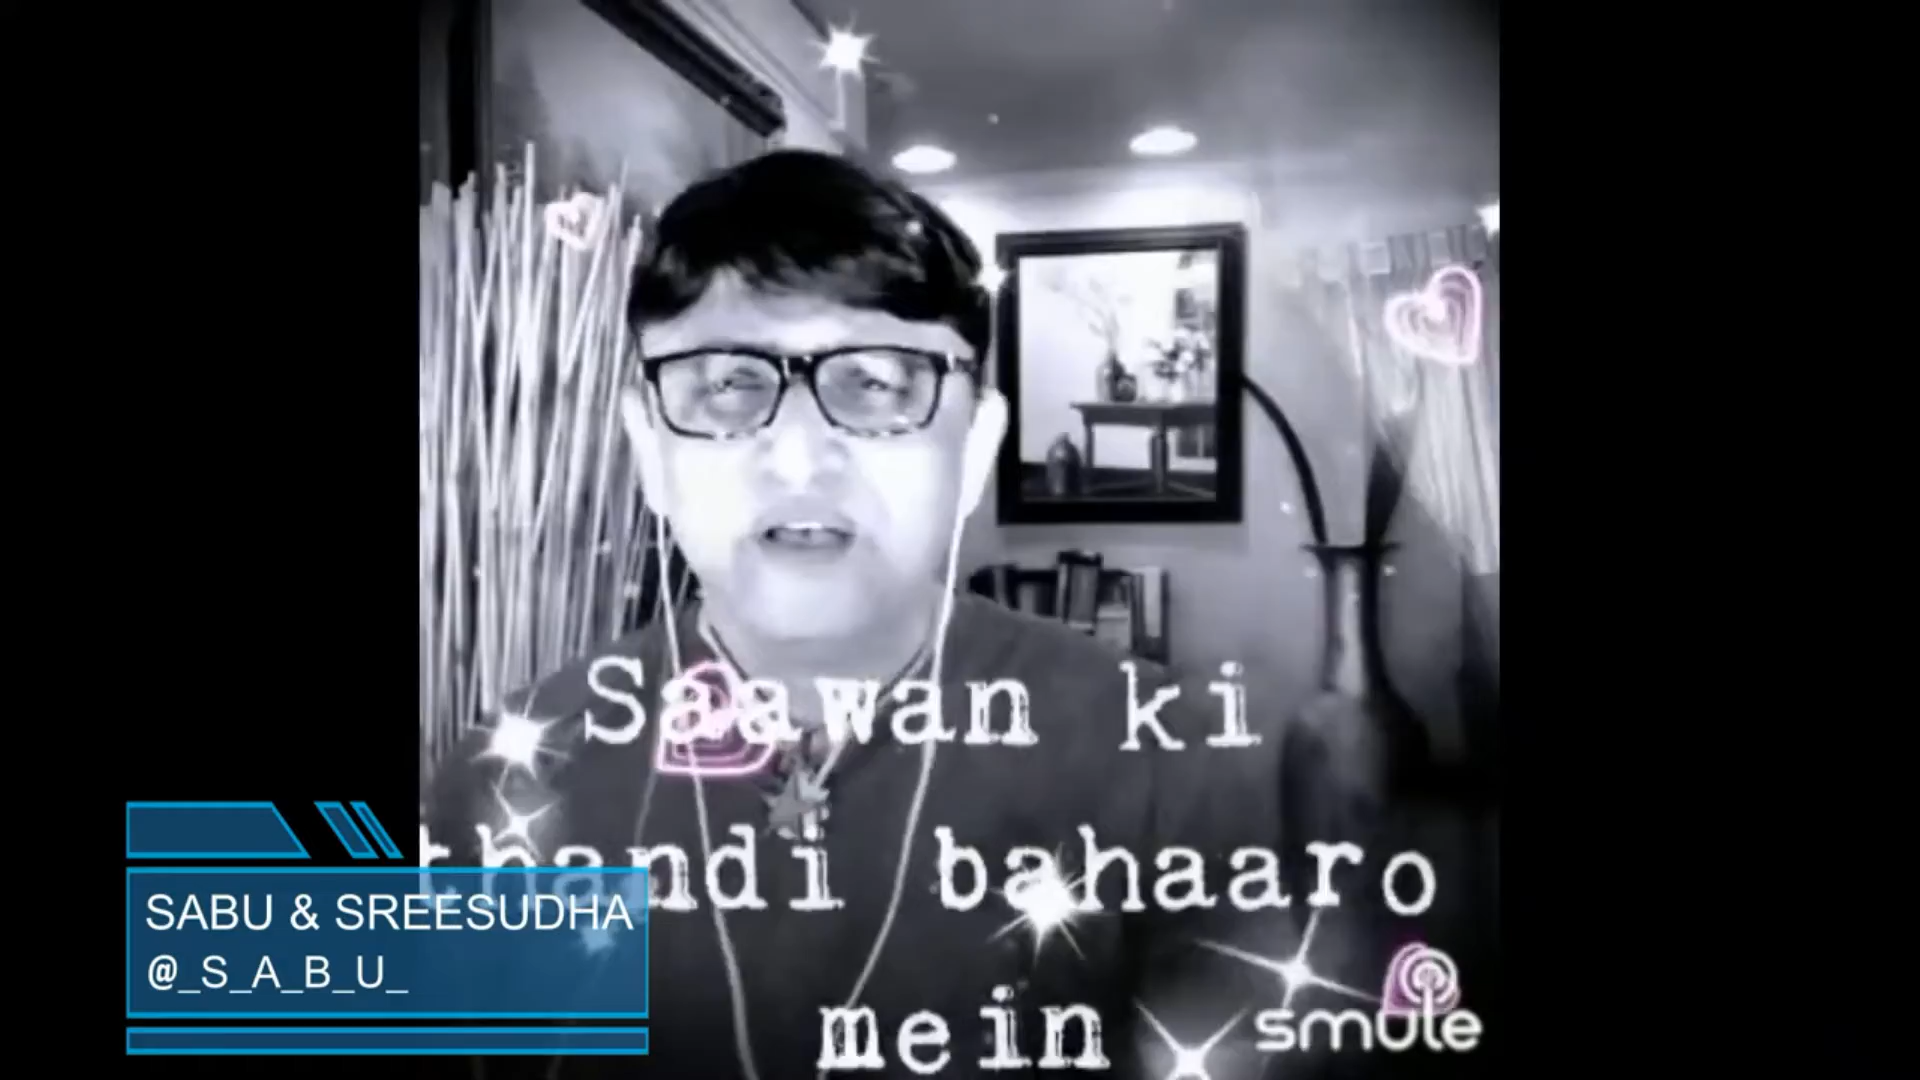 Saawan ki
thandi bahaaro
mein
SABU & SREESUDHA
@_S_A_B_U_
smule